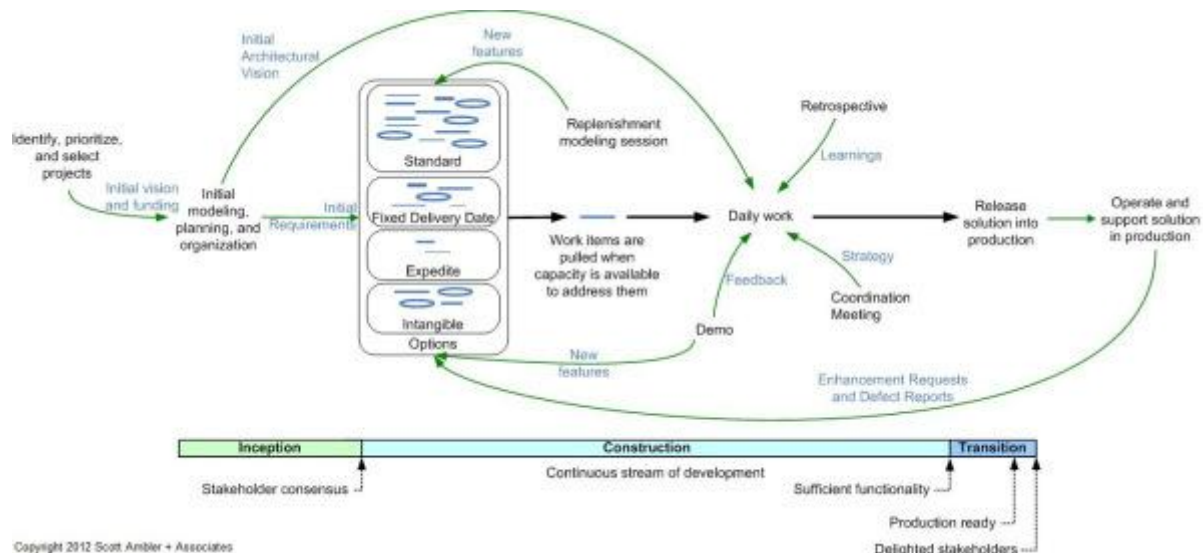 Initial
Architectural
Vision
New
features
Identify, prioritize,
and select
projects
Initial vision
and funding
Initial
modeling,
planning, and
organization
Initial
Requirements
Standard
Fixed Delivery Date
Expedite
Intangible
Options
Replenishment
modeling session
Work items are
pulled when
capacity is available
to address them
Retrospective
Learnings
Daily work
Feedback
Demo
New
features
Strategy
Coordination
Meeting
Release
solution into
production
Operate and
support solution
in production
Enhancement Requests
and Defect Reports
Inception
Construction
Transition
Continuous stream of development
Stakeholder consensus
Sufficient functionality
Production ready
Delighted stakeholders
Copyright 2012 Scott Ambler + Associates